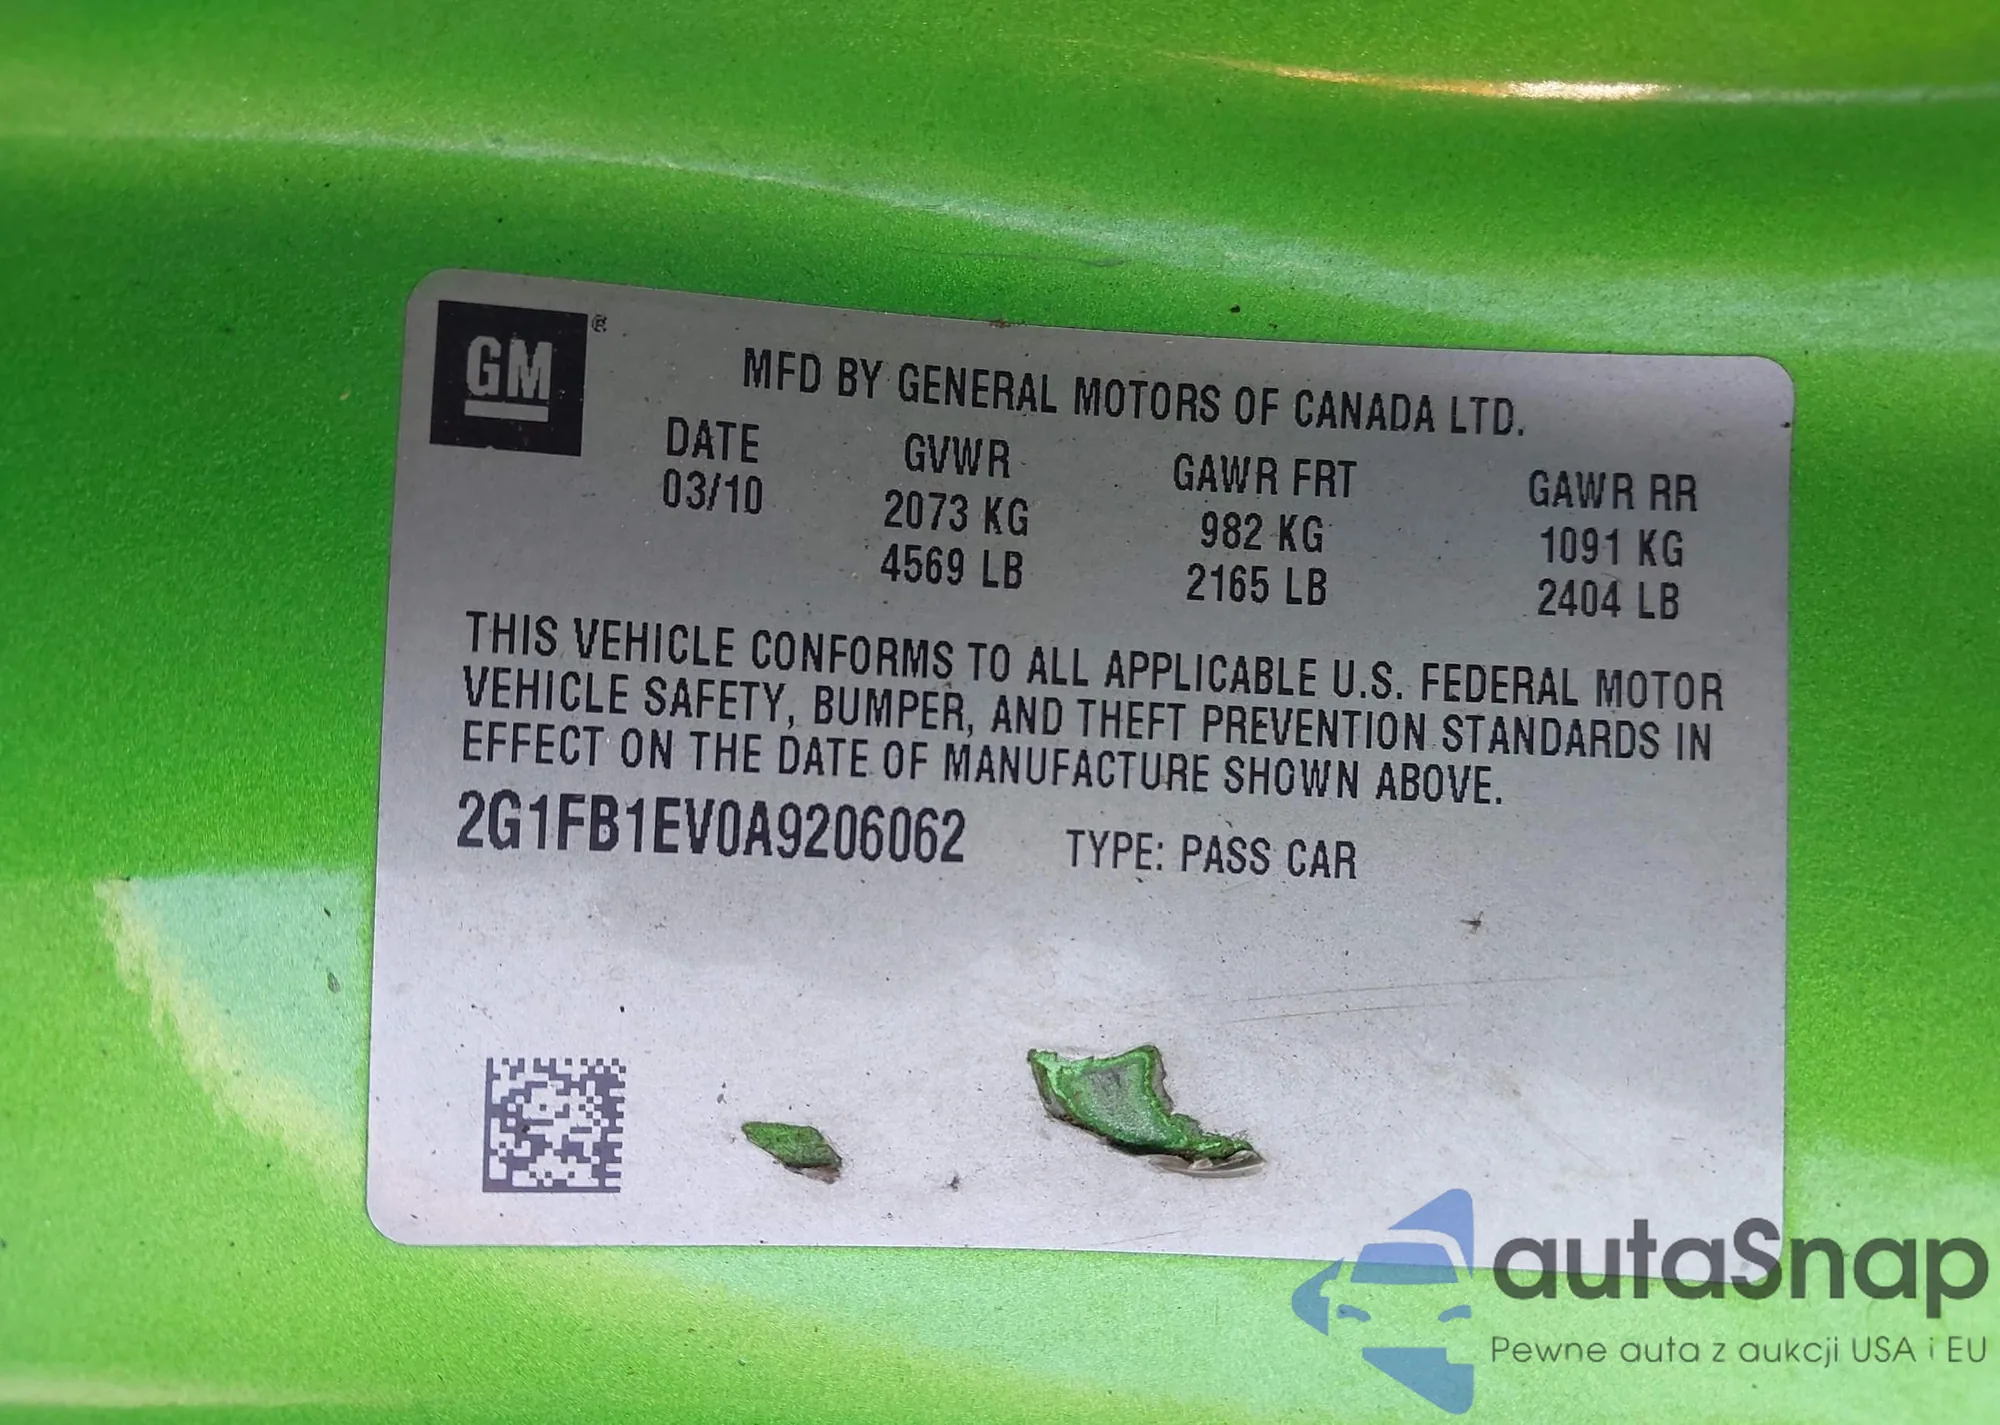 GM ®
MFD BY GENERAL MOTORS OF CANADA LTD.
DATE GVWR GAWR FRT GAWR RR
03/10 2073 KG 982 KG 1091 KG
4569 LB 2165 LB 2404 LB
THIS VEHICLE CONFORMS TO ALL APPLICABLE U.S. FEDERAL MOTOR
VEHICLE SAFETY, BUMPER, AND THEFT PREVENTION STANDARDS IN
EFFECT ON THE DATE OF MANUFACTURE SHOWN ABOVE.
2G1FB1EV0A9206062 TYPE: PASS CAR
autaSnap
Pewne auta z aukcji USA i EU